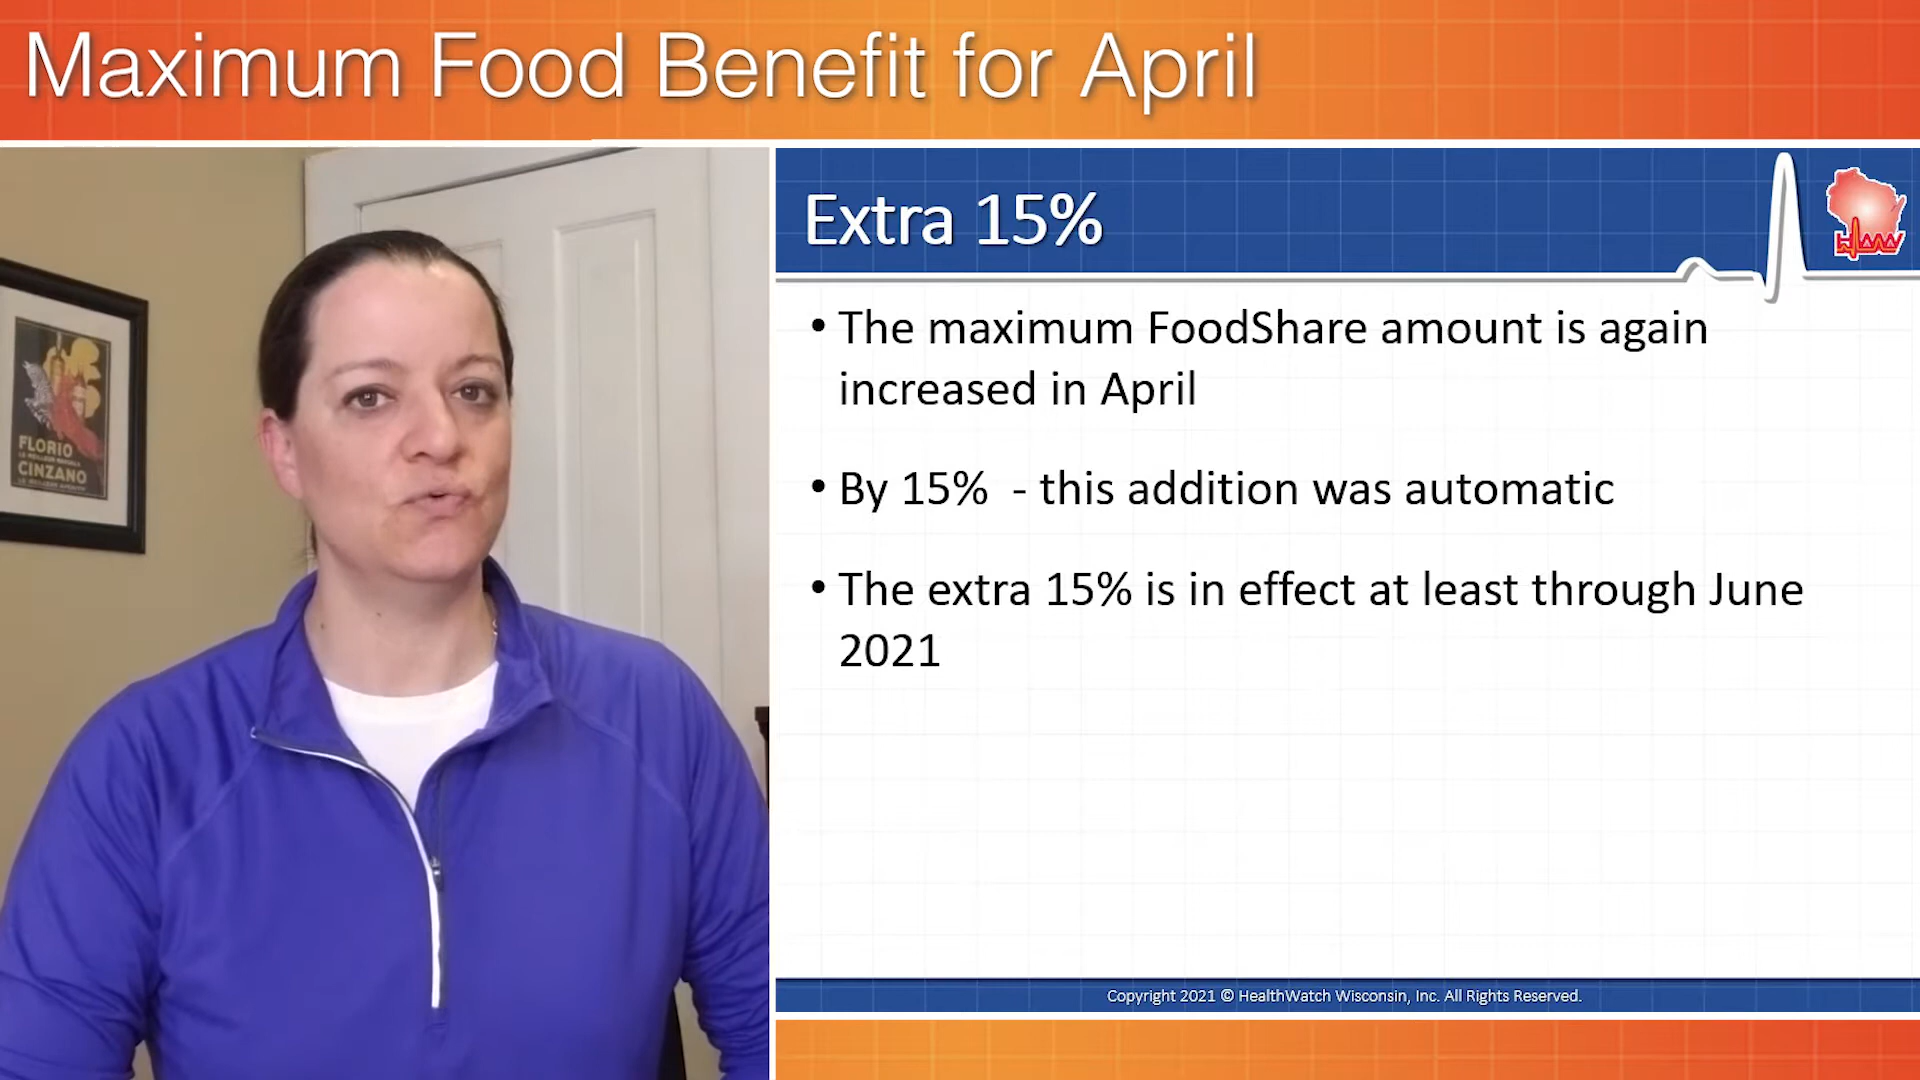 Maximum Food Benefit for April
Extra 15%
• The maximum FoodShare amount is again
increased in April
• By 15%  - this addition was automatic
• The extra 15% is in effect at least through June
2021
FLORIO
CINZANO
Copyright 2021 © HealthWatch Wisconsin, Inc. All Rights Reserved.